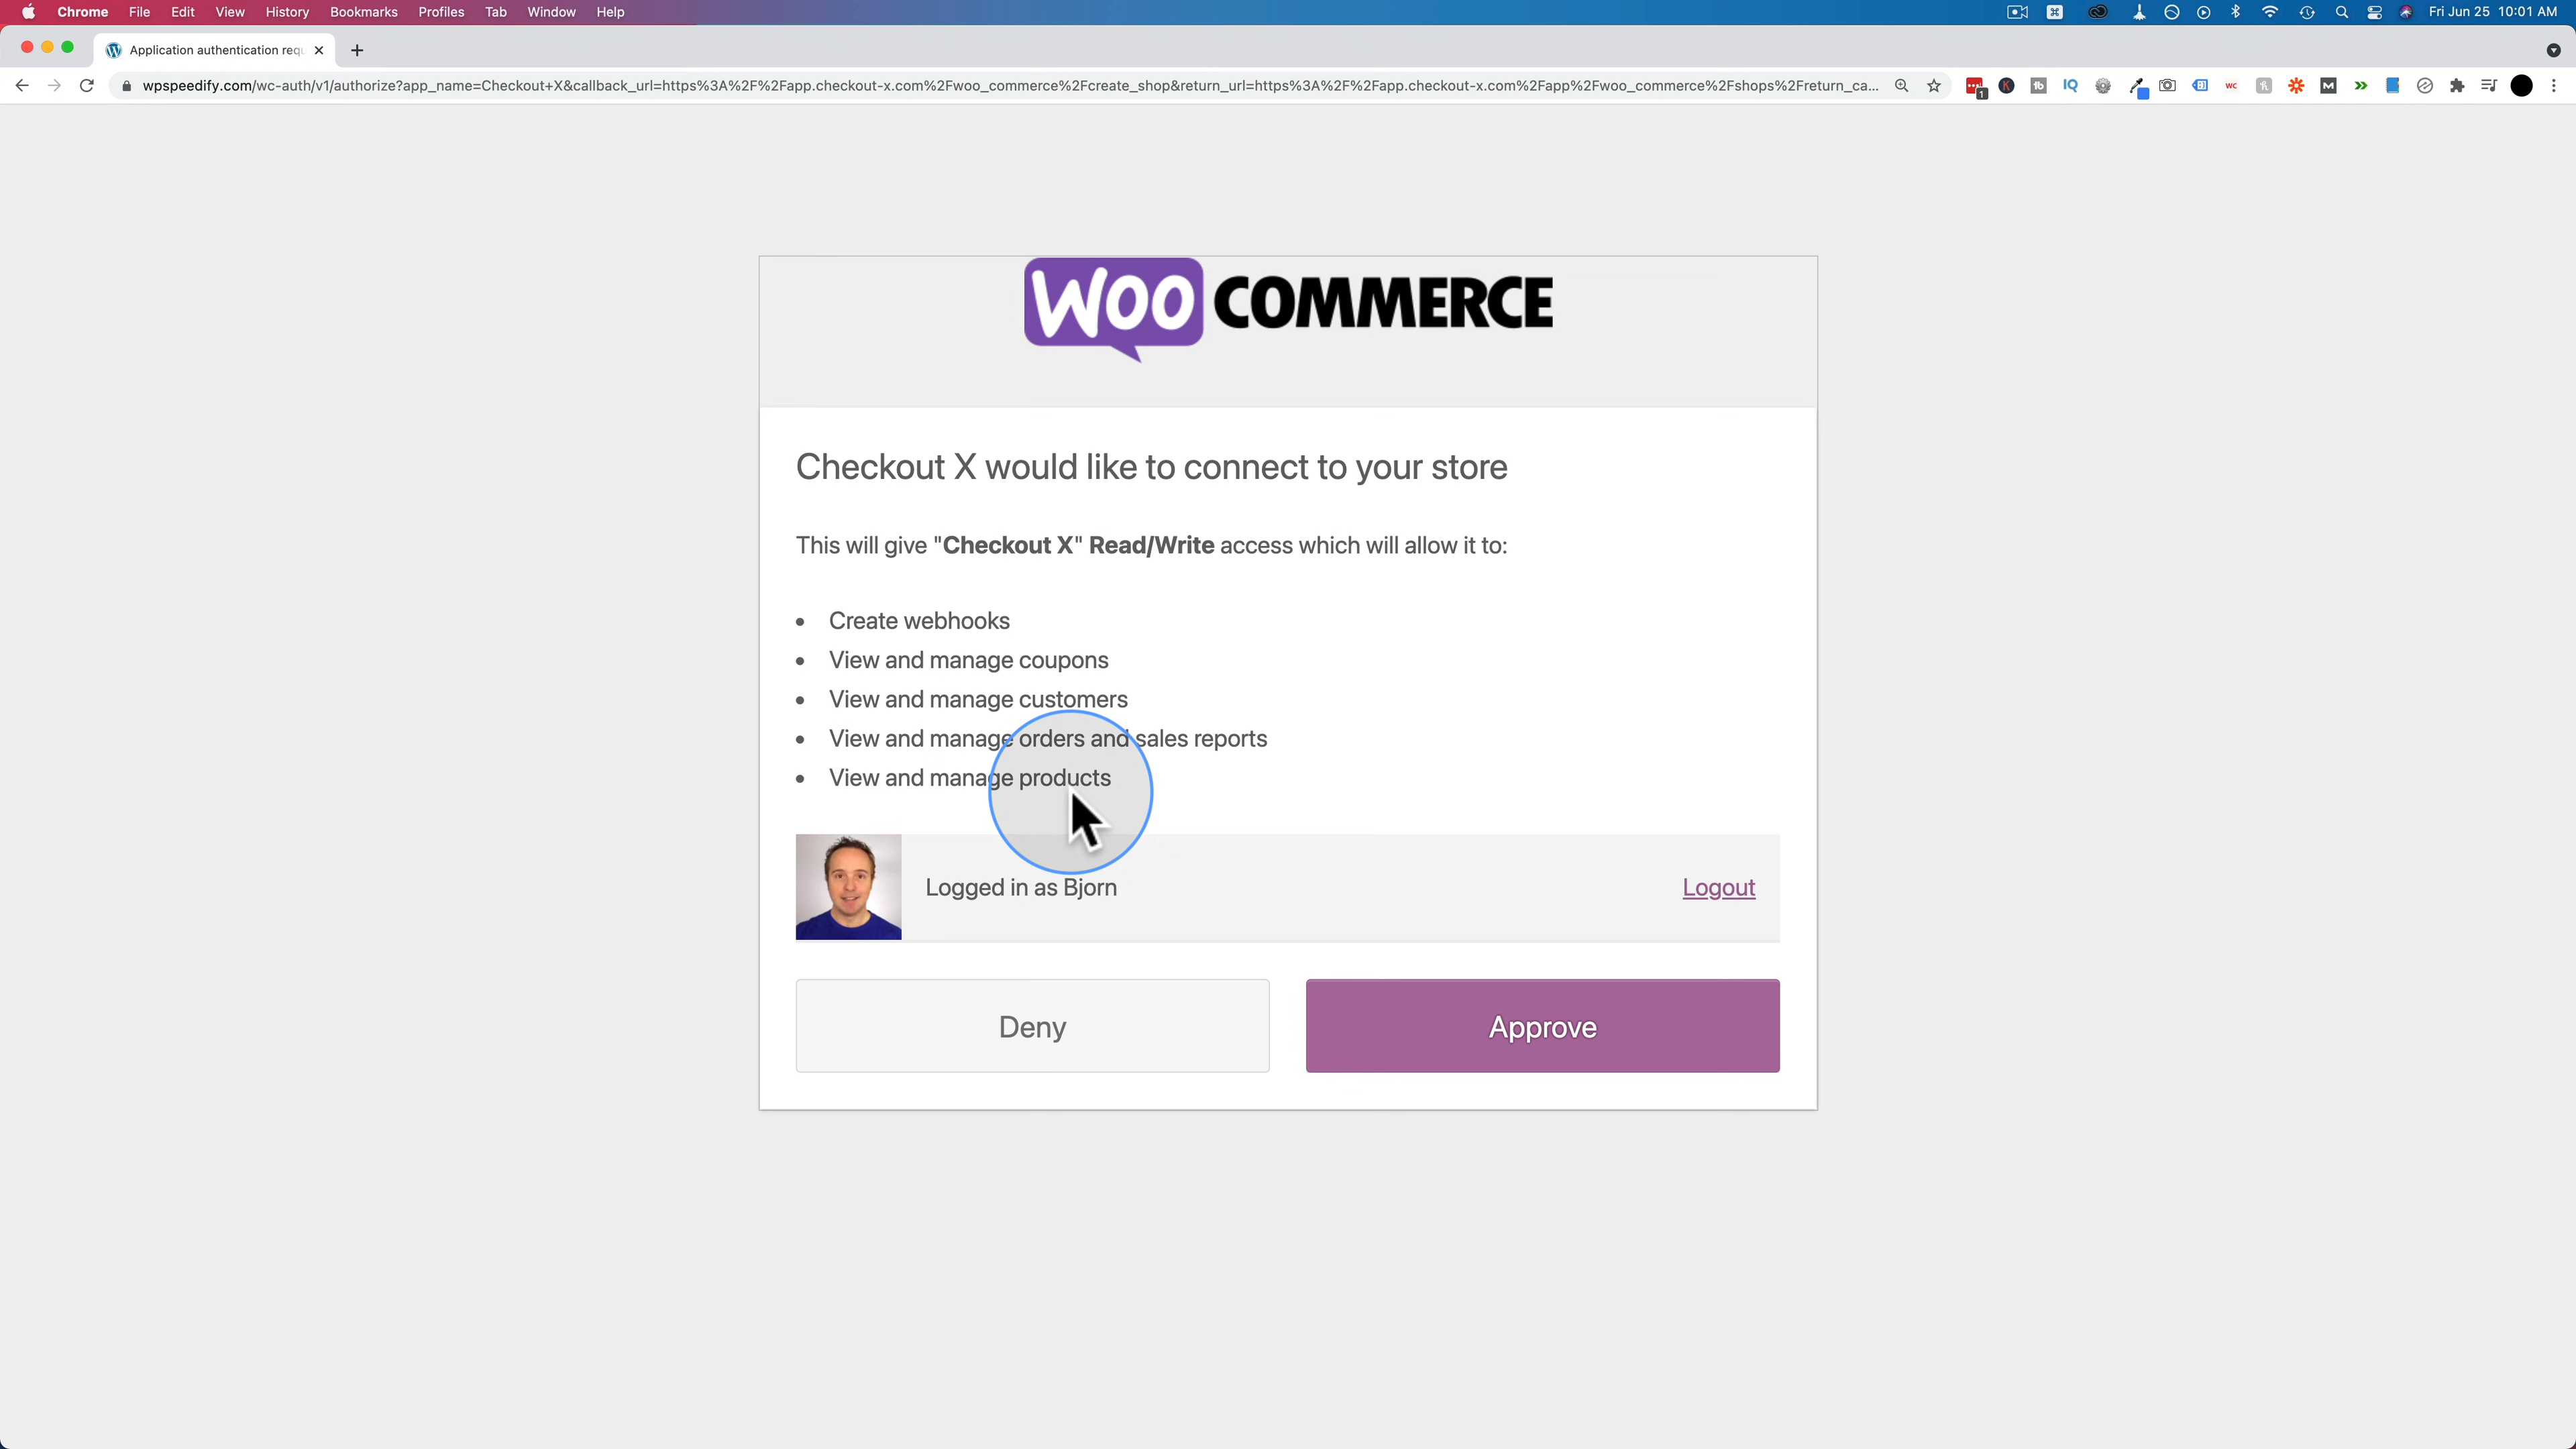 Chrome File Edit View History Bookmarks Profiles Tab Window Help Fri Jun 25 10:01 AM
Application authentication requ
wpspeedify.com/wc-auth/v1/authorize?app_name=Checkout+X&callback_url=https%3A%2F%2Fapp.checkout-x.com%2Fwoo_commerce%2Fcreate_shop&return_url=https%3A%2F%2Fapp.checkout-x.com%2Fapp%2Fwoo_commerce%2Fshops%2Freturn_ca...
WOO COMMERCE
Checkout X would like to connect to your store
This will give "Checkout X" Read/Write access which will allow it to:
• Create webhooks
• View and manage coupons
• View and manage customers
• View and manage orders and sales reports
• View and manage products
Logged in as Bjorn Logout
Deny Approve